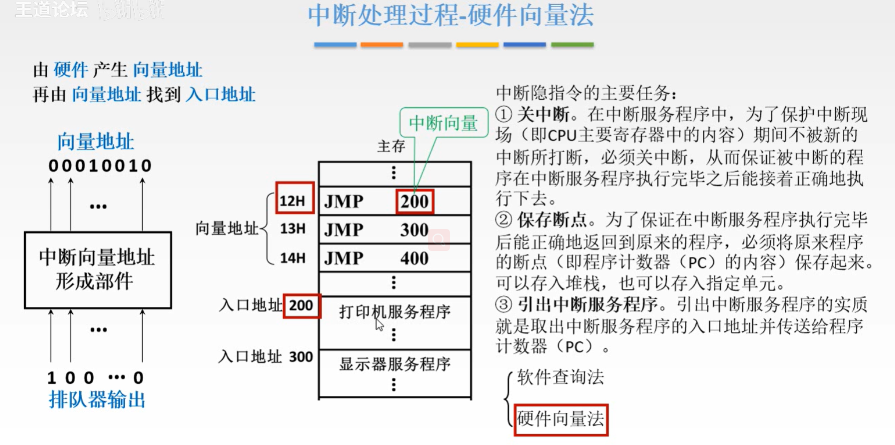 王道论坛
中断处理过程-硬件向量法
由 硬件 产生 向量地址
再由 向量地址 找到 入口地址
向量地址
00010010
...
中断向量地址
形成部件
...
1 0 0 ... 0
排队器输出
中断向量
主存
12H JMP 200
向量地址 13H JMP 300
14H JMP 400
入口地址 200 打印机服务程序
入口地址 300 显示器服务程序
中断隐指令的主要任务：
① 关中断。在中断服务程序中，为了保护中断现
场（即CPU主要寄存器中的内容）期间不被新的
中断所打断，必须关中断，从而保证被中断的程
序在中断服务程序执行完毕之后能接着正确地执
行下去。
② 保存断点。为了保证在中断服务程序执行完毕
后能正确地返回到原来的程序，必须将原来程序
的断点（即程序计数器（PC）的内容）保存起来。
可以存入堆栈，也可以存入指定单元。
③ 引出中断服务程序。引出中断服务程序的实质
就是取出中断服务程序的入口地址并传送给程序
计数器（PC）。
软件查询法
硬件向量法